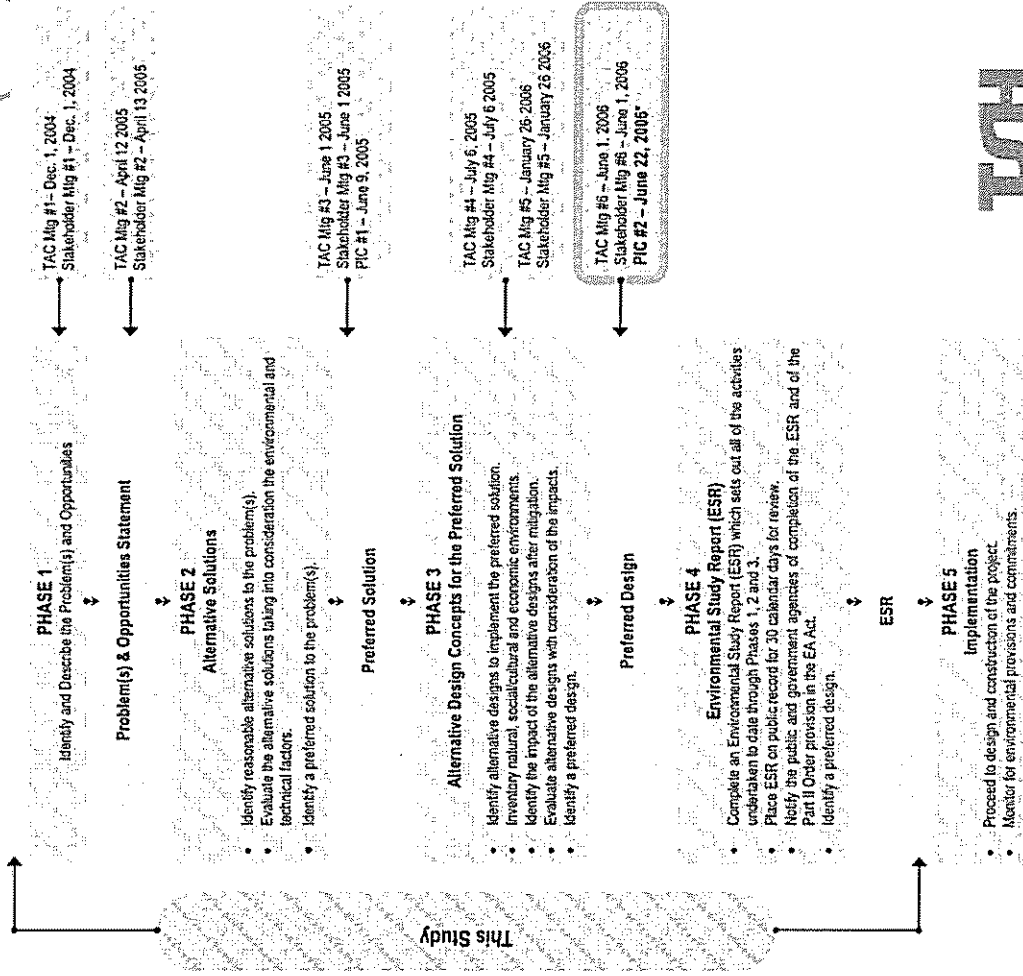 PHASE 1
Identify and Describe the Problem(s) and Opportunities
Problem(s) & Opportunities Statement
PHASE 2
Alternative Solutions
• Identify reasonable alternative solutions to the problem(s).
• Evaluate the alternative solutions taking into consideration the environmental and
technical factors.
• Identify a preferred solution to the problem(s).
Preferred Solution
PHASE 3
Alternative Design Concepts for the Preferred Solution
• Identify alternative designs to implement the preferred solution.
• Inventory natural, social/cultural and economic environments.
• Identify the impact of the alternative designs after mitigation.
• Evaluate alternative designs with consideration of the impacts.
• Identify a preferred design.
Preferred Design
PHASE 4
Environmental Study Report (ESR)
• Complete an Environmental Study Report (ESR) which sets out all of the activities
undertaken to date through Phases 1, 2 and 3.
• Place ESR on public record for 30 calendar days for review.
• Notify the public and government agencies of completion of the ESR and of the
Part II Order provision in the EA Act.
• Identify a preferred design.
ESR
PHASE 5
Implementation
• Proceed to design and construction of the project.
• Monitor for environmental provisions and commitments.
This Study
TAC Mtg #1– Dec. 1, 2004
Stakeholder Mtg #1 – Dec. 1, 2004
TAC Mtg #2 – April 12 2005
Stakeholder Mtg #2 – April 13 2005
TAC Mtg #3 – June 1 2005
Stakeholder Mtg #3 – June 1 2005
PIC #1 – June 9, 2005
TAC Mtg #4 – July 6, 2005
Stakeholder Mtg #4 – July 6 2005
TAC Mtg #5 – January 26 2006
Stakeholder Mtg #5 – January 26 2006
TAC Mtg #6 – June 1, 2006
Stakeholder Mtg #6 – June 1, 2006
PIC #2 – June 22, 2006*